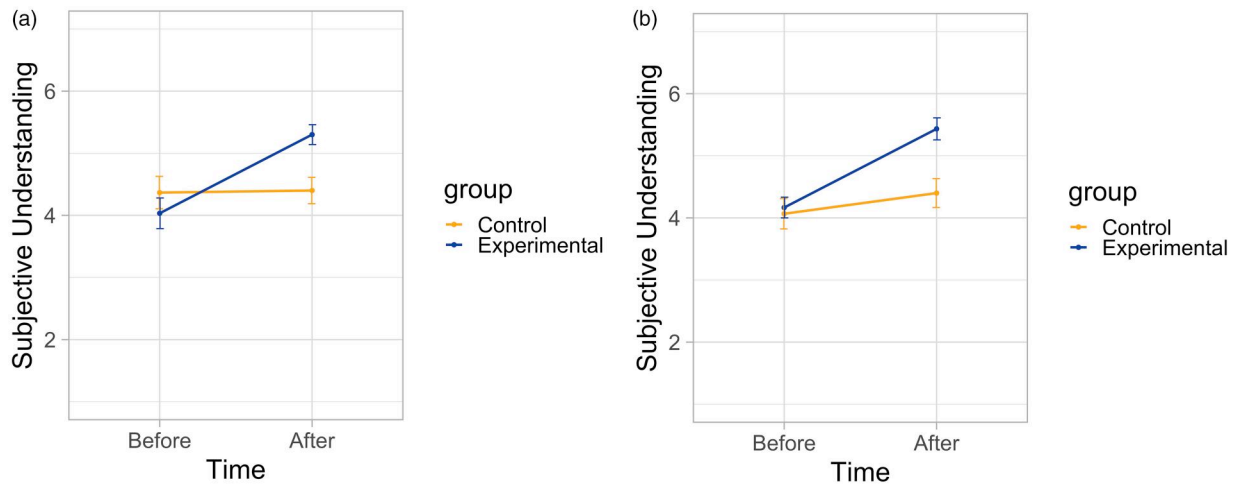 (a)
Subjective Understanding
6
4
2
Before
After
Time
group
Control
Experimental
(b)
Subjective Understanding
6
4
2
Before
After
Time
group
Control
Experimental